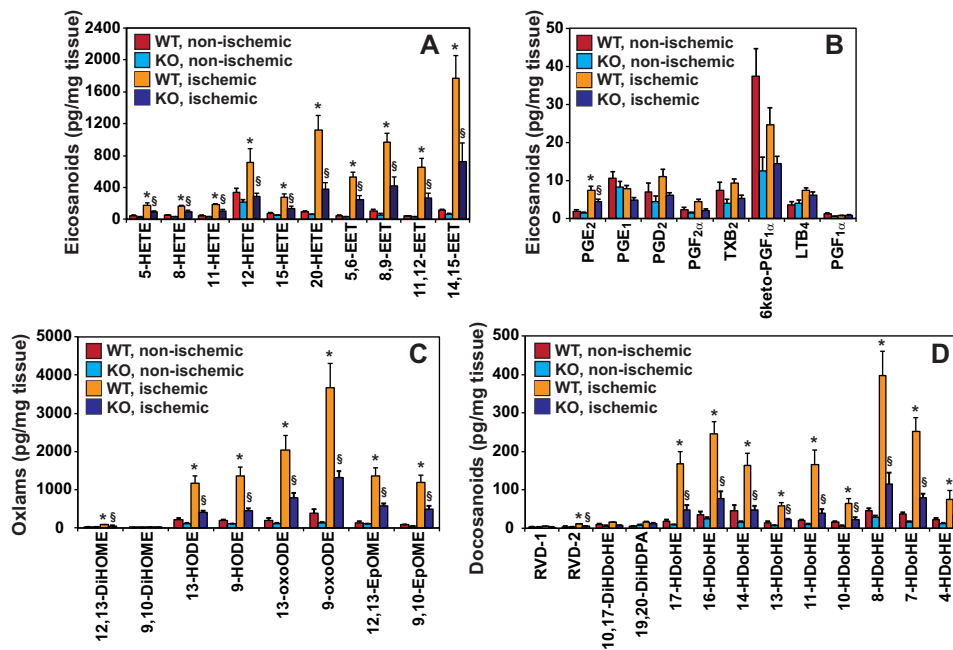 A
Eicosanoids (pg/mg tissue)
2400
2000
1600
1200
800
400
0
WT, non-ischemic
KO, non-ischemic
WT, ischemic
KO, ischemic
* * * * * * * * * *
§ § § § § § § § § §
5-HETE
8-HETE
11-HETE
12-HETE
15-HETE
20-HETE
5,6-EET
8,9-EET
11,12-EET
14,15-EET
B
Eicosanoids (pg/mg tissue)
50
40
30
20
10
0
WT, non-ischemic
KO, non-ischemic
WT, ischemic
KO, ischemic
*
§
PGE2
PGE1
PGD2
PGF2α
TXB2
6keto-PGF1α
LTB4
PGF1α
C
Oxlams (pg/mg tissue)
5000
4000
3000
2000
1000
0
WT, non-ischemic
KO, non-ischemic
WT, ischemic
KO, ischemic
* * * * * * *
§ § § § § § §
12,13-DiHOME
9,10-DiHOME
13-HODE
9-HODE
13-oxoODE
9-oxoODE
12,13-EpOME
9,10-EpOME
D
Docosanoids (pg/mg tissue)
500
400
300
200
100
0
WT, non-ischemic
KO, non-ischemic
WT, ischemic
KO, ischemic
* * * * * * * * * *
§ § § § § § § § § §
RVD-1
RVD-2
10,17-DiHDoHE
19,20-DiHDPA
17-HDoHE
16-HDoHE
14-HDoHE
13-HDoHE
11-HDoHE
10-HDoHE
8-HDoHE
7-HDoHE
4-HDoHE